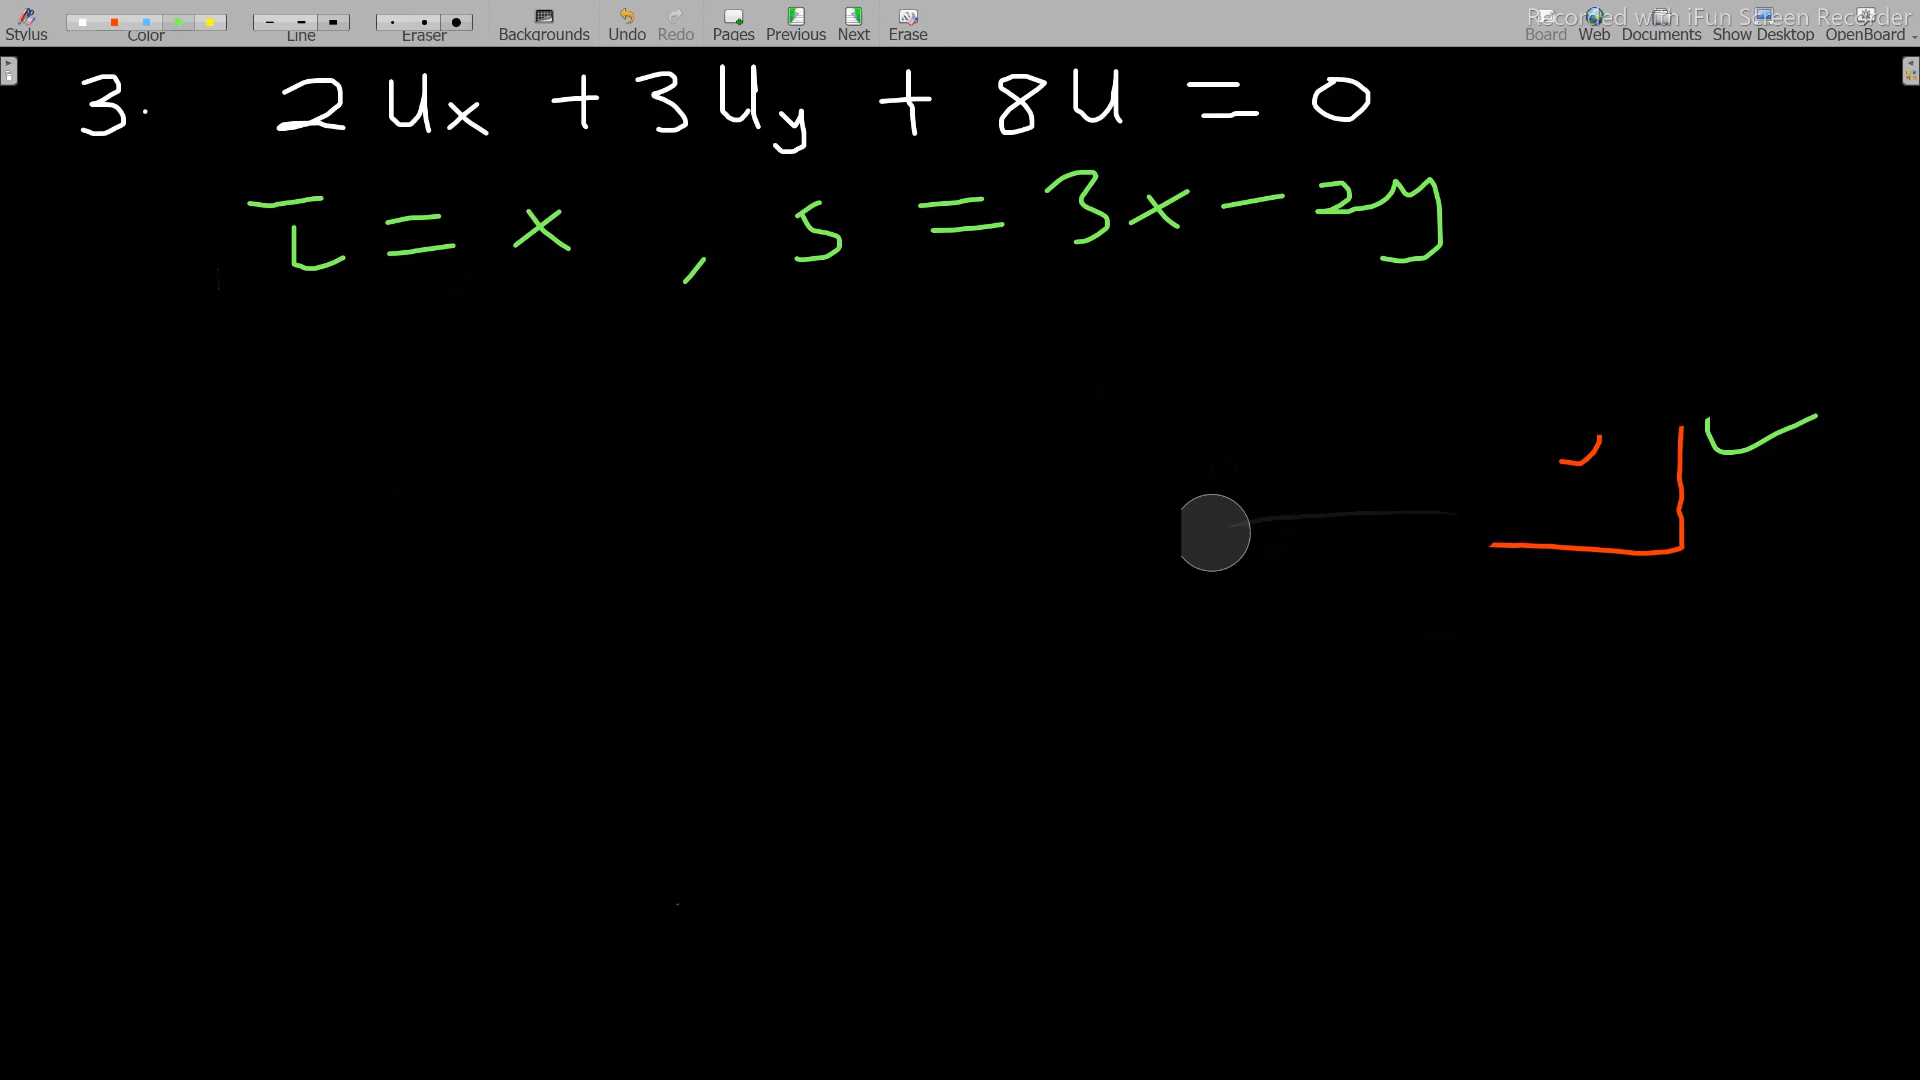 Stylus Color Line Eraser Backgrounds Undo Redo Pages Previous Next Erase Board Web Documents Show Desktop OpenBoard
Recorded with iFun Screen Recorder
3. 2Ux + 3Uy + 8U = 0
t = x , s = 3x - 2y